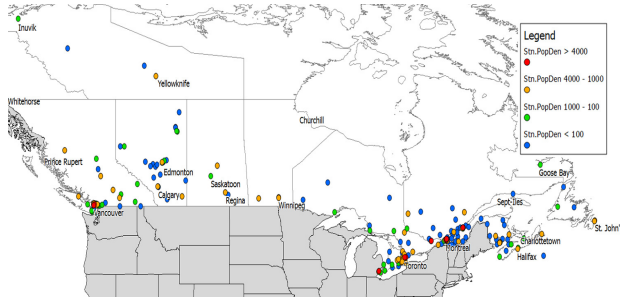 Inuvik
Legend
Stn.PopDen > 4000
Stn.PopDen 4000 - 1000
Yellowknife
Stn.PopDen 1000 - 100
Whitehorse
Churchill
Stn.PopDen < 100
Prince Rupert
Edmonton
Goose Bay
Saskatoon
Calgary
Regina
Winnipeg
Sept-Iles
Vancouver
St. John'
Charlottetown
Montreal
Halifax
Toronto